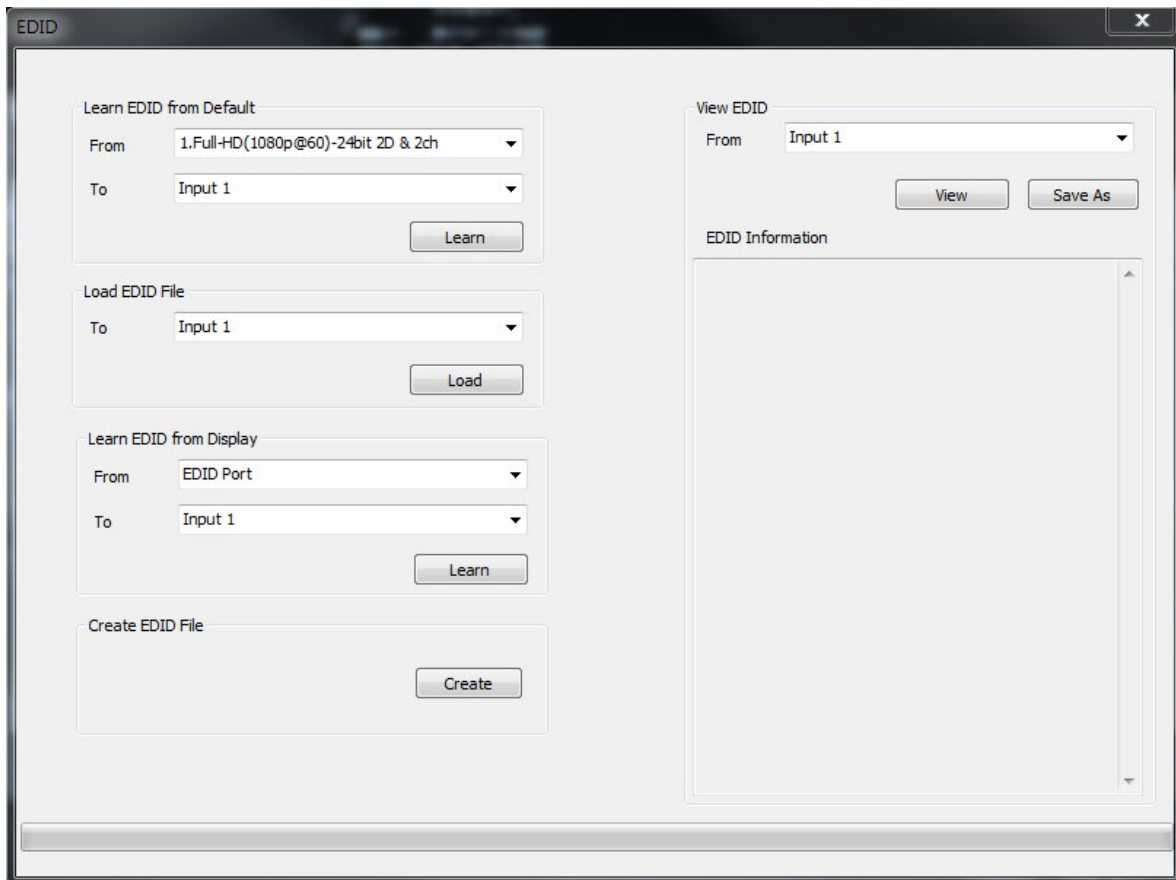 EDID
x
Learn EDID from Default
From 1.Full-HD(1080p@60)-24bit 2D & 2ch
To Input 1
Learn
Load EDID File
To Input 1
Load
Learn EDID from Display
From EDID Port
To Input 1
Learn
Create EDID File
Create
View EDID
From Input 1
View Save As
EDID Information